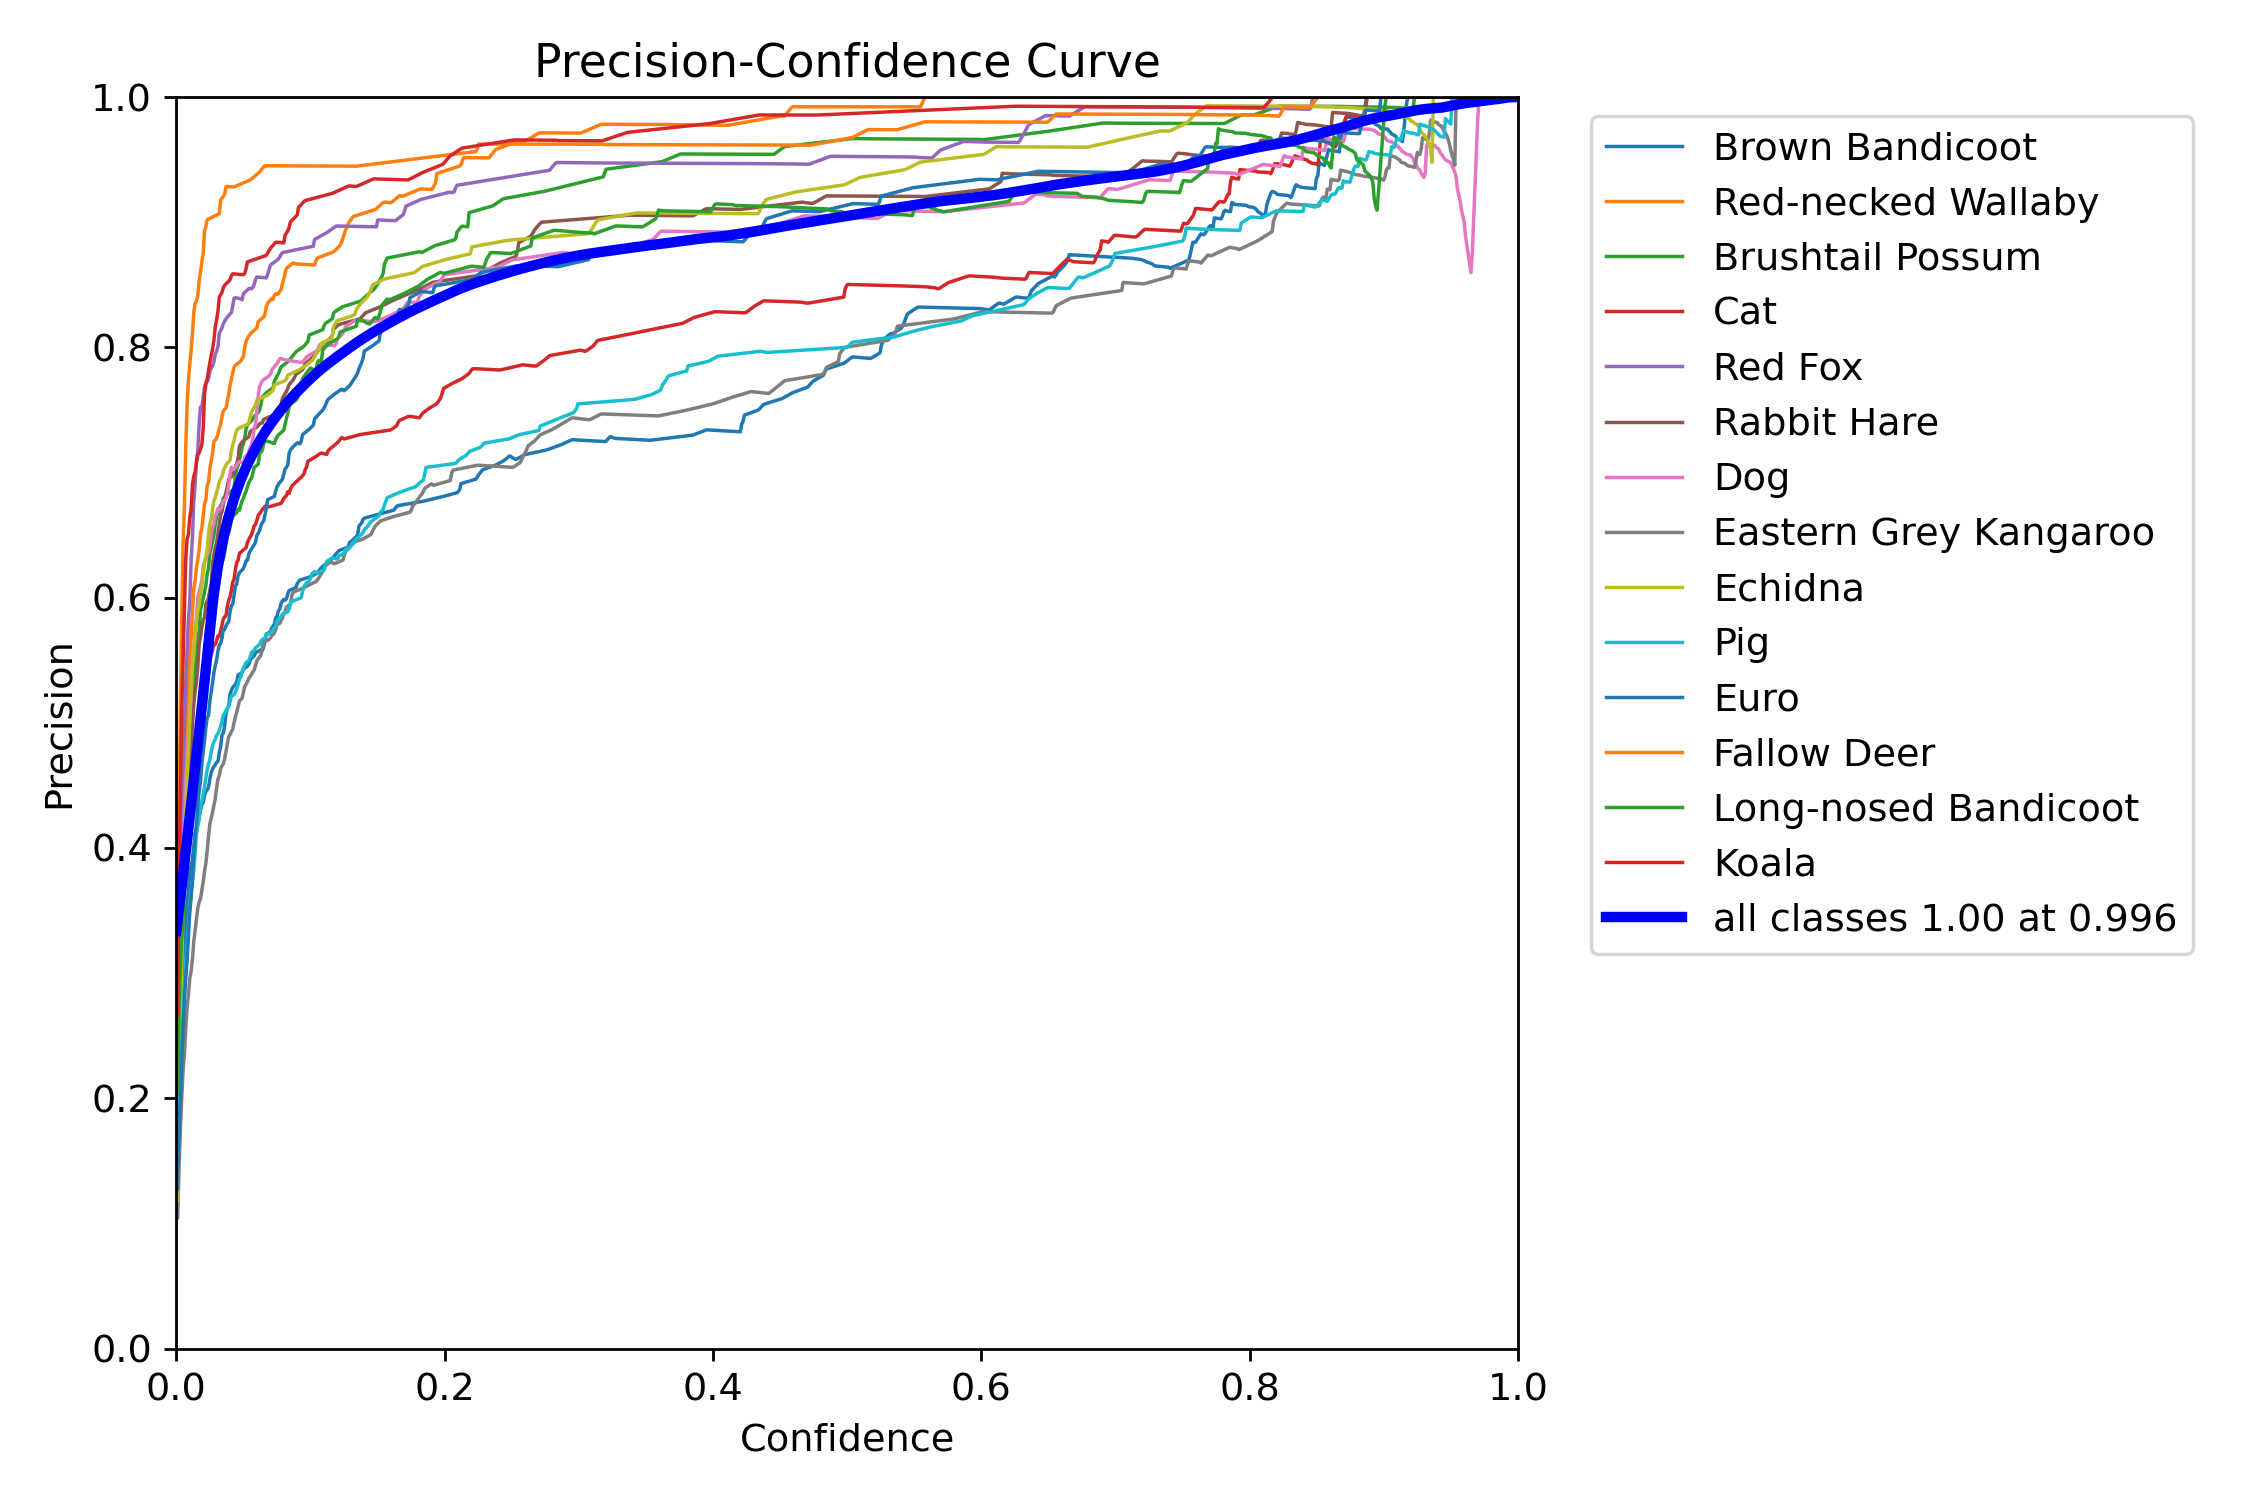 Precision-Confidence Curve
1.0
0.8
0.6
0.4
0.2
0.0
Precision
0.0 0.2 0.4 0.6 0.8 1.0
Confidence
Brown Bandicoot
Red-necked Wallaby
Brushtail Possum
Cat
Red Fox
Rabbit Hare
Dog
Eastern Grey Kangaroo
Echidna
Pig
Euro
Fallow Deer
Long-nosed Bandicoot
Koala
all classes 1.00 at 0.996